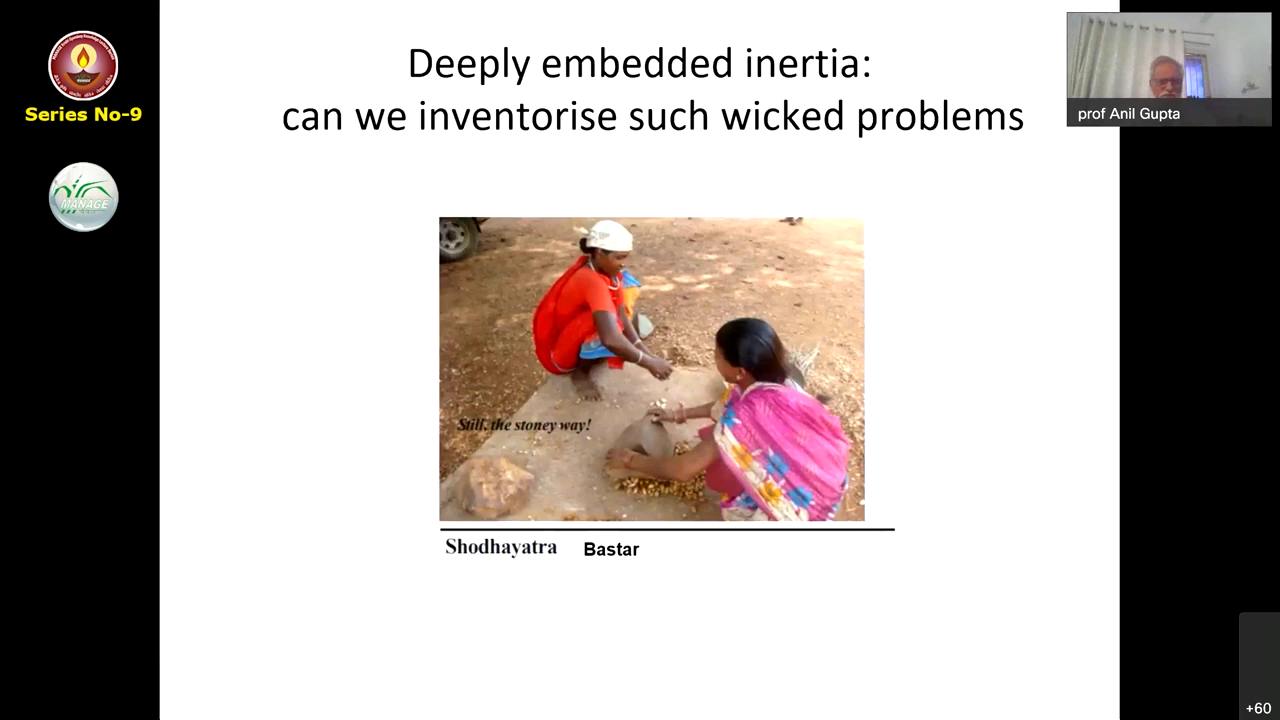 Deeply embedded inertia:
can we inventorise such wicked problems
Series No-9
MANAGE
prof Anil Gupta
Still, the stoney way!
Shodhayatra Bastar
+60